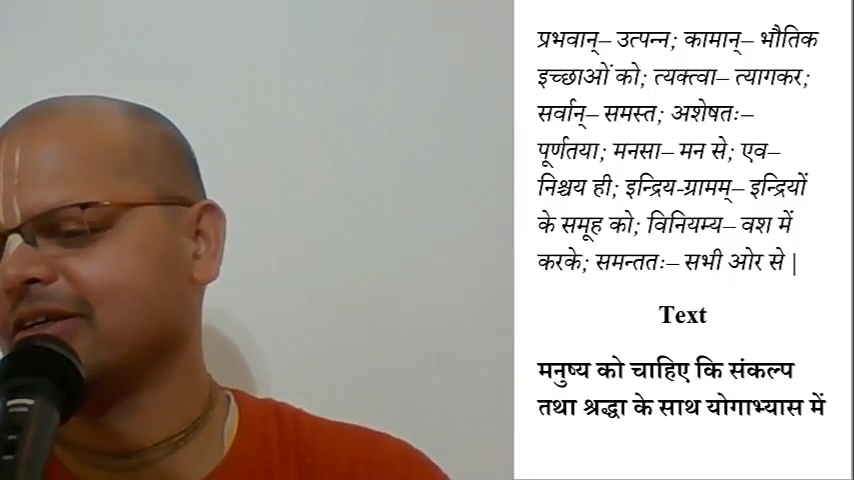 प्रभवान्– उत्पन्न; कामान्– भौतिक
इच्छाओं को; त्यक्त्वा– त्यागकर;
सर्वान्– समस्त; अशेषतः–
पूर्णतया; मनसा– मन से; एव–
निश्चय ही; इन्द्रिय-ग्रामम्– इन्द्रियों
के समूह को; विनियम्य– वश में
करके; समन्ततः– सभी ओर से |
Text
मनुष्य को चाहिए कि संकल्प
तथा श्रद्धा के साथ योगाभ्यास में